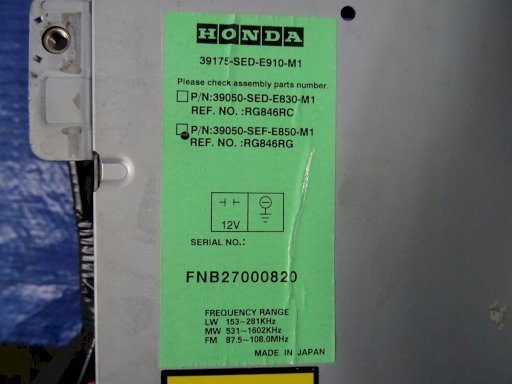 HONDA
39175-SED-E910-M1
Please check assembly parts number.
P/N:39050-SED-E830-M1
REF. NO. :RG846RC
P/N:39050-SEF-E850-M1
REF. NO. :RG846RG
12V
SERIAL NO.:
FNB27000820
FREQUENCY RANGE
LW 153~281KHz
MW 531~1602KHz
FM 87.5~108.0MHz
MADE IN JAPAN